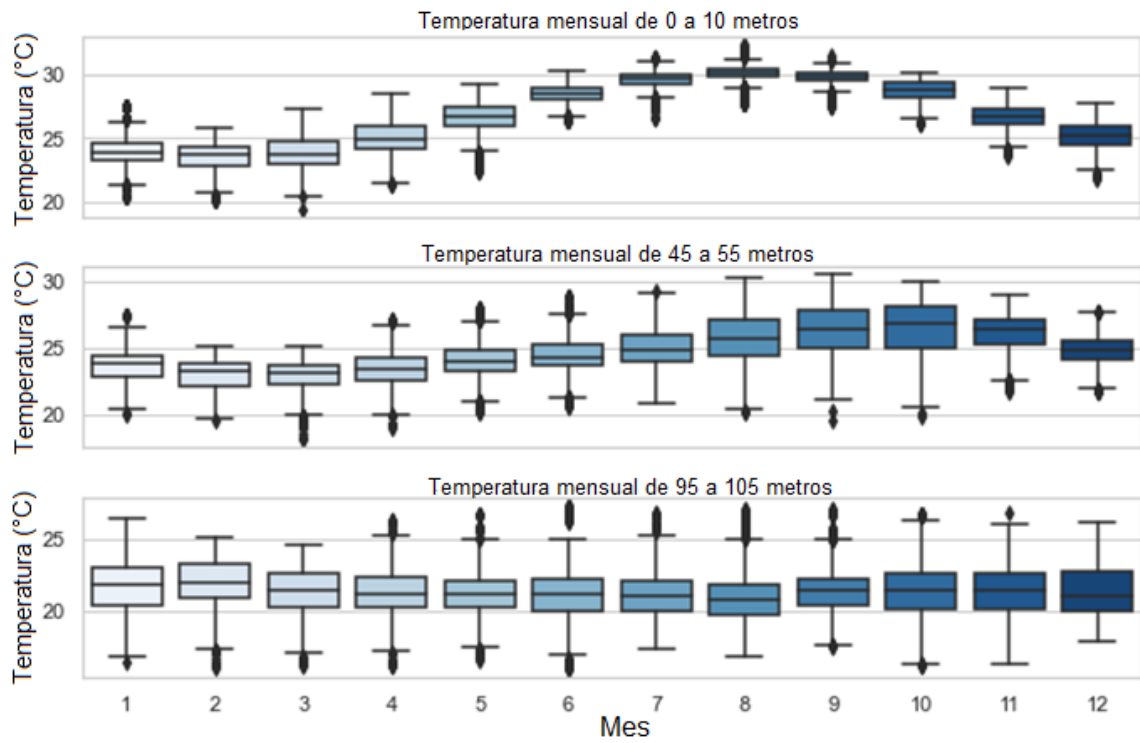 Temperatura mensual de 0 a 10 metros
Temperatura (°C)
30
25
20
Temperatura mensual de 45 a 55 metros
Temperatura (°C)
30
25
20
Temperatura mensual de 95 a 105 metros
Temperatura (°C)
25
20
1 2 3 4 5 6 7 8 9 10 11 12
Mes